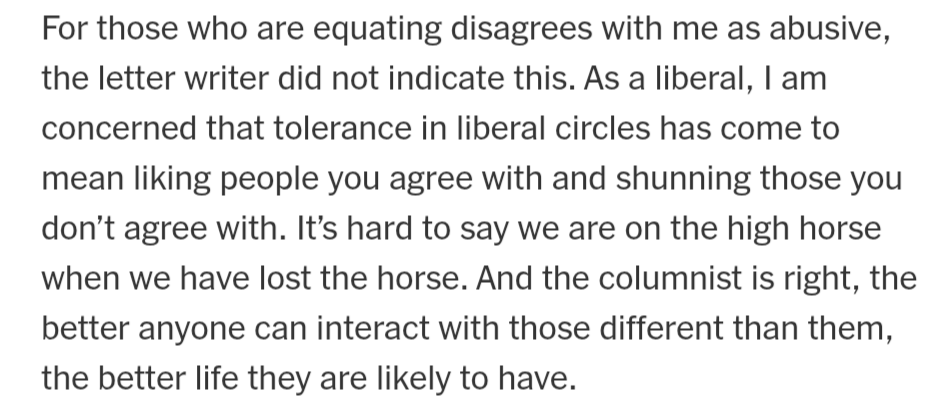 For those who are equating disagrees with me as abusive,
the letter writer did not indicate this. As a liberal, I am
concerned that tolerance in liberal circles has come to
mean liking people you agree with and shunning those you
don’t agree with. It’s hard to say we are on the high horse
when we have lost the horse. And the columnist is right, the
better anyone can interact with those different than them,
the better life they are likely to have.